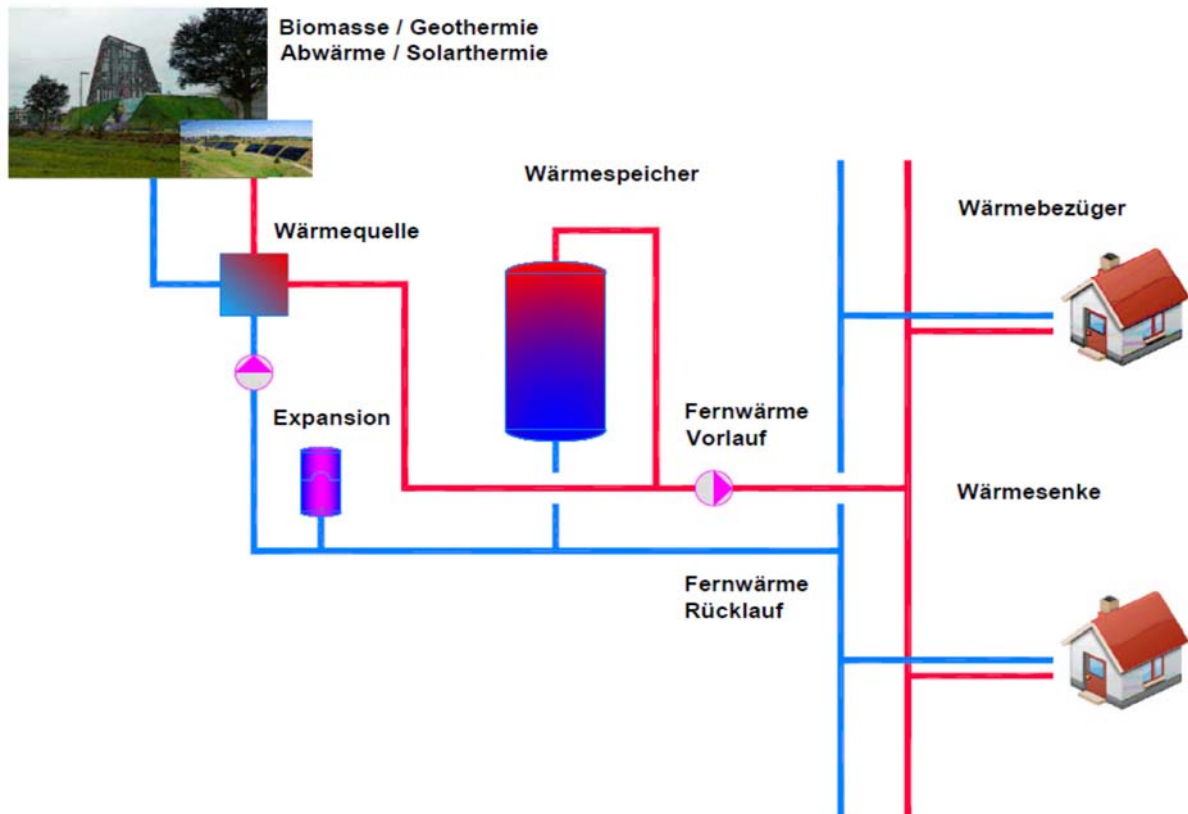 Biomasse / Geothermie
Abwärme / Solarthermie
Wärmespeicher
Wärmebezüger
Wärmequelle
Expansion
Fernwärme
Vorlauf
Wärmesenke
Fernwärme
Rücklauf